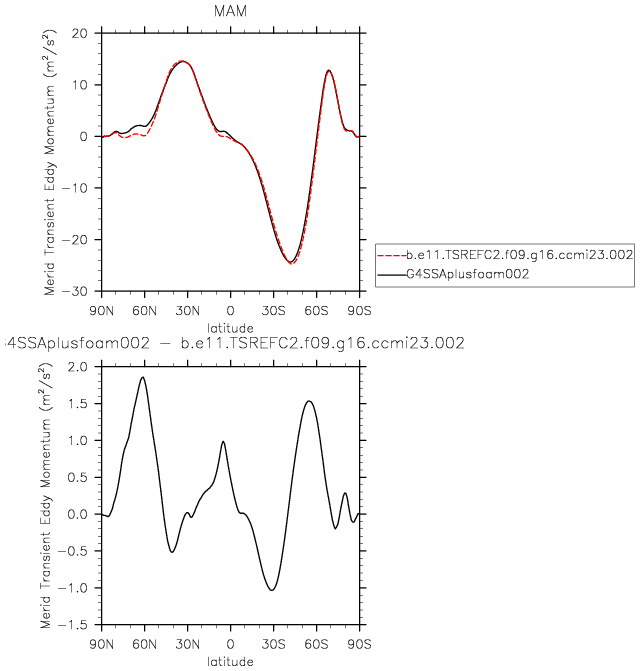 MAM
Merid Transient Eddy Momentum (m²/s²)
20
10
0
−10
−20
−30
90N 60N 30N 0 30S 60S 90S
latitude
b.e11.TSREFC2.f09.g16.ccmi23.002
G4SSAplusfoam002
4SSAplusfoam002 − b.e11.TSREFC2.f09.g16.ccmi23.002
Merid Transient Eddy Momentum (m²/s²)
2.0
1.5
1.0
0.5
0.0
−0.5
−1.0
−1.5
90N 60N 30N 0 30S 60S 90S
latitude